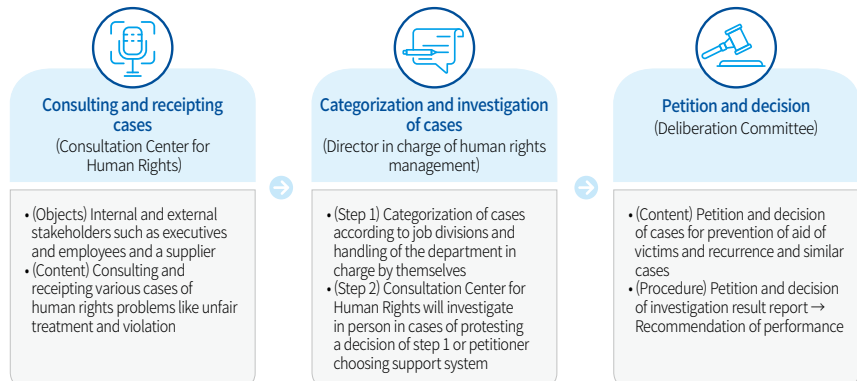 Consulting and receipting
cases
(Consultation Center for
Human Rights)
• (Objects) Internal and external
stakeholders such as executives
and employees and a supplier
• (Content) Consulting and
receipting various cases of
human rights problems like unfair
treatment and violation
Categorization and investigation
of cases
(Director in charge of human rights
management)
• (Step 1) Categorization of cases
according to job divisions and
handling of the department in
charge by themselves
• (Step 2) Consultation Center for
Human Rights will investigate
in person in cases of protesting
a decision of step 1 or petitioner
choosing support system
Petition and decision
(Deliberation Committee)
• (Content) Petition and decision
of cases for prevention of aid of
victims and recurrence and similar
cases
• (Procedure) Petition and decision
of investigation result report →
Recommendation of performance